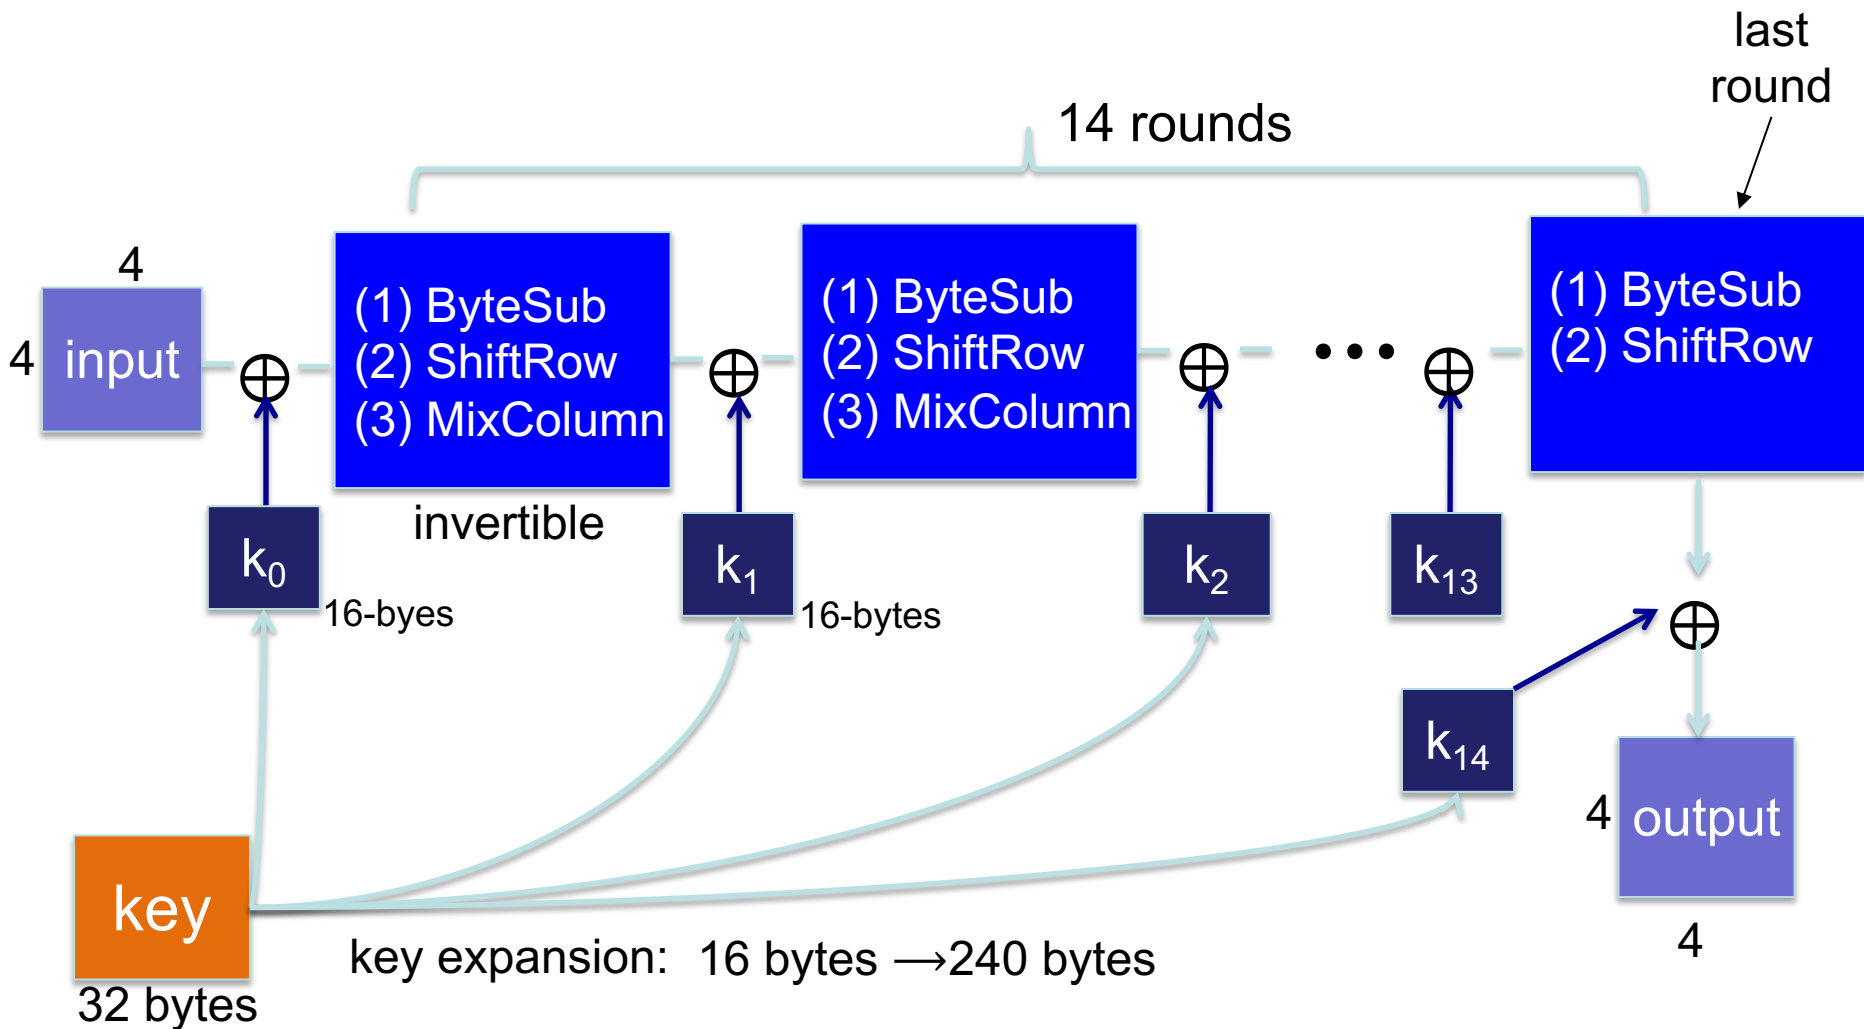 last
round
14 rounds
4
4 input
(1) ByteSub
(2) ShiftRow
(3) MixColumn
invertible
(1) ByteSub
(2) ShiftRow
(3) MixColumn
• • •
(1) ByteSub
(2) ShiftRow
k0
16-byes
k1
16-bytes
k2
k13
k14
4 output
4
key
32 bytes
key expansion: 16 bytes ⟶240 bytes